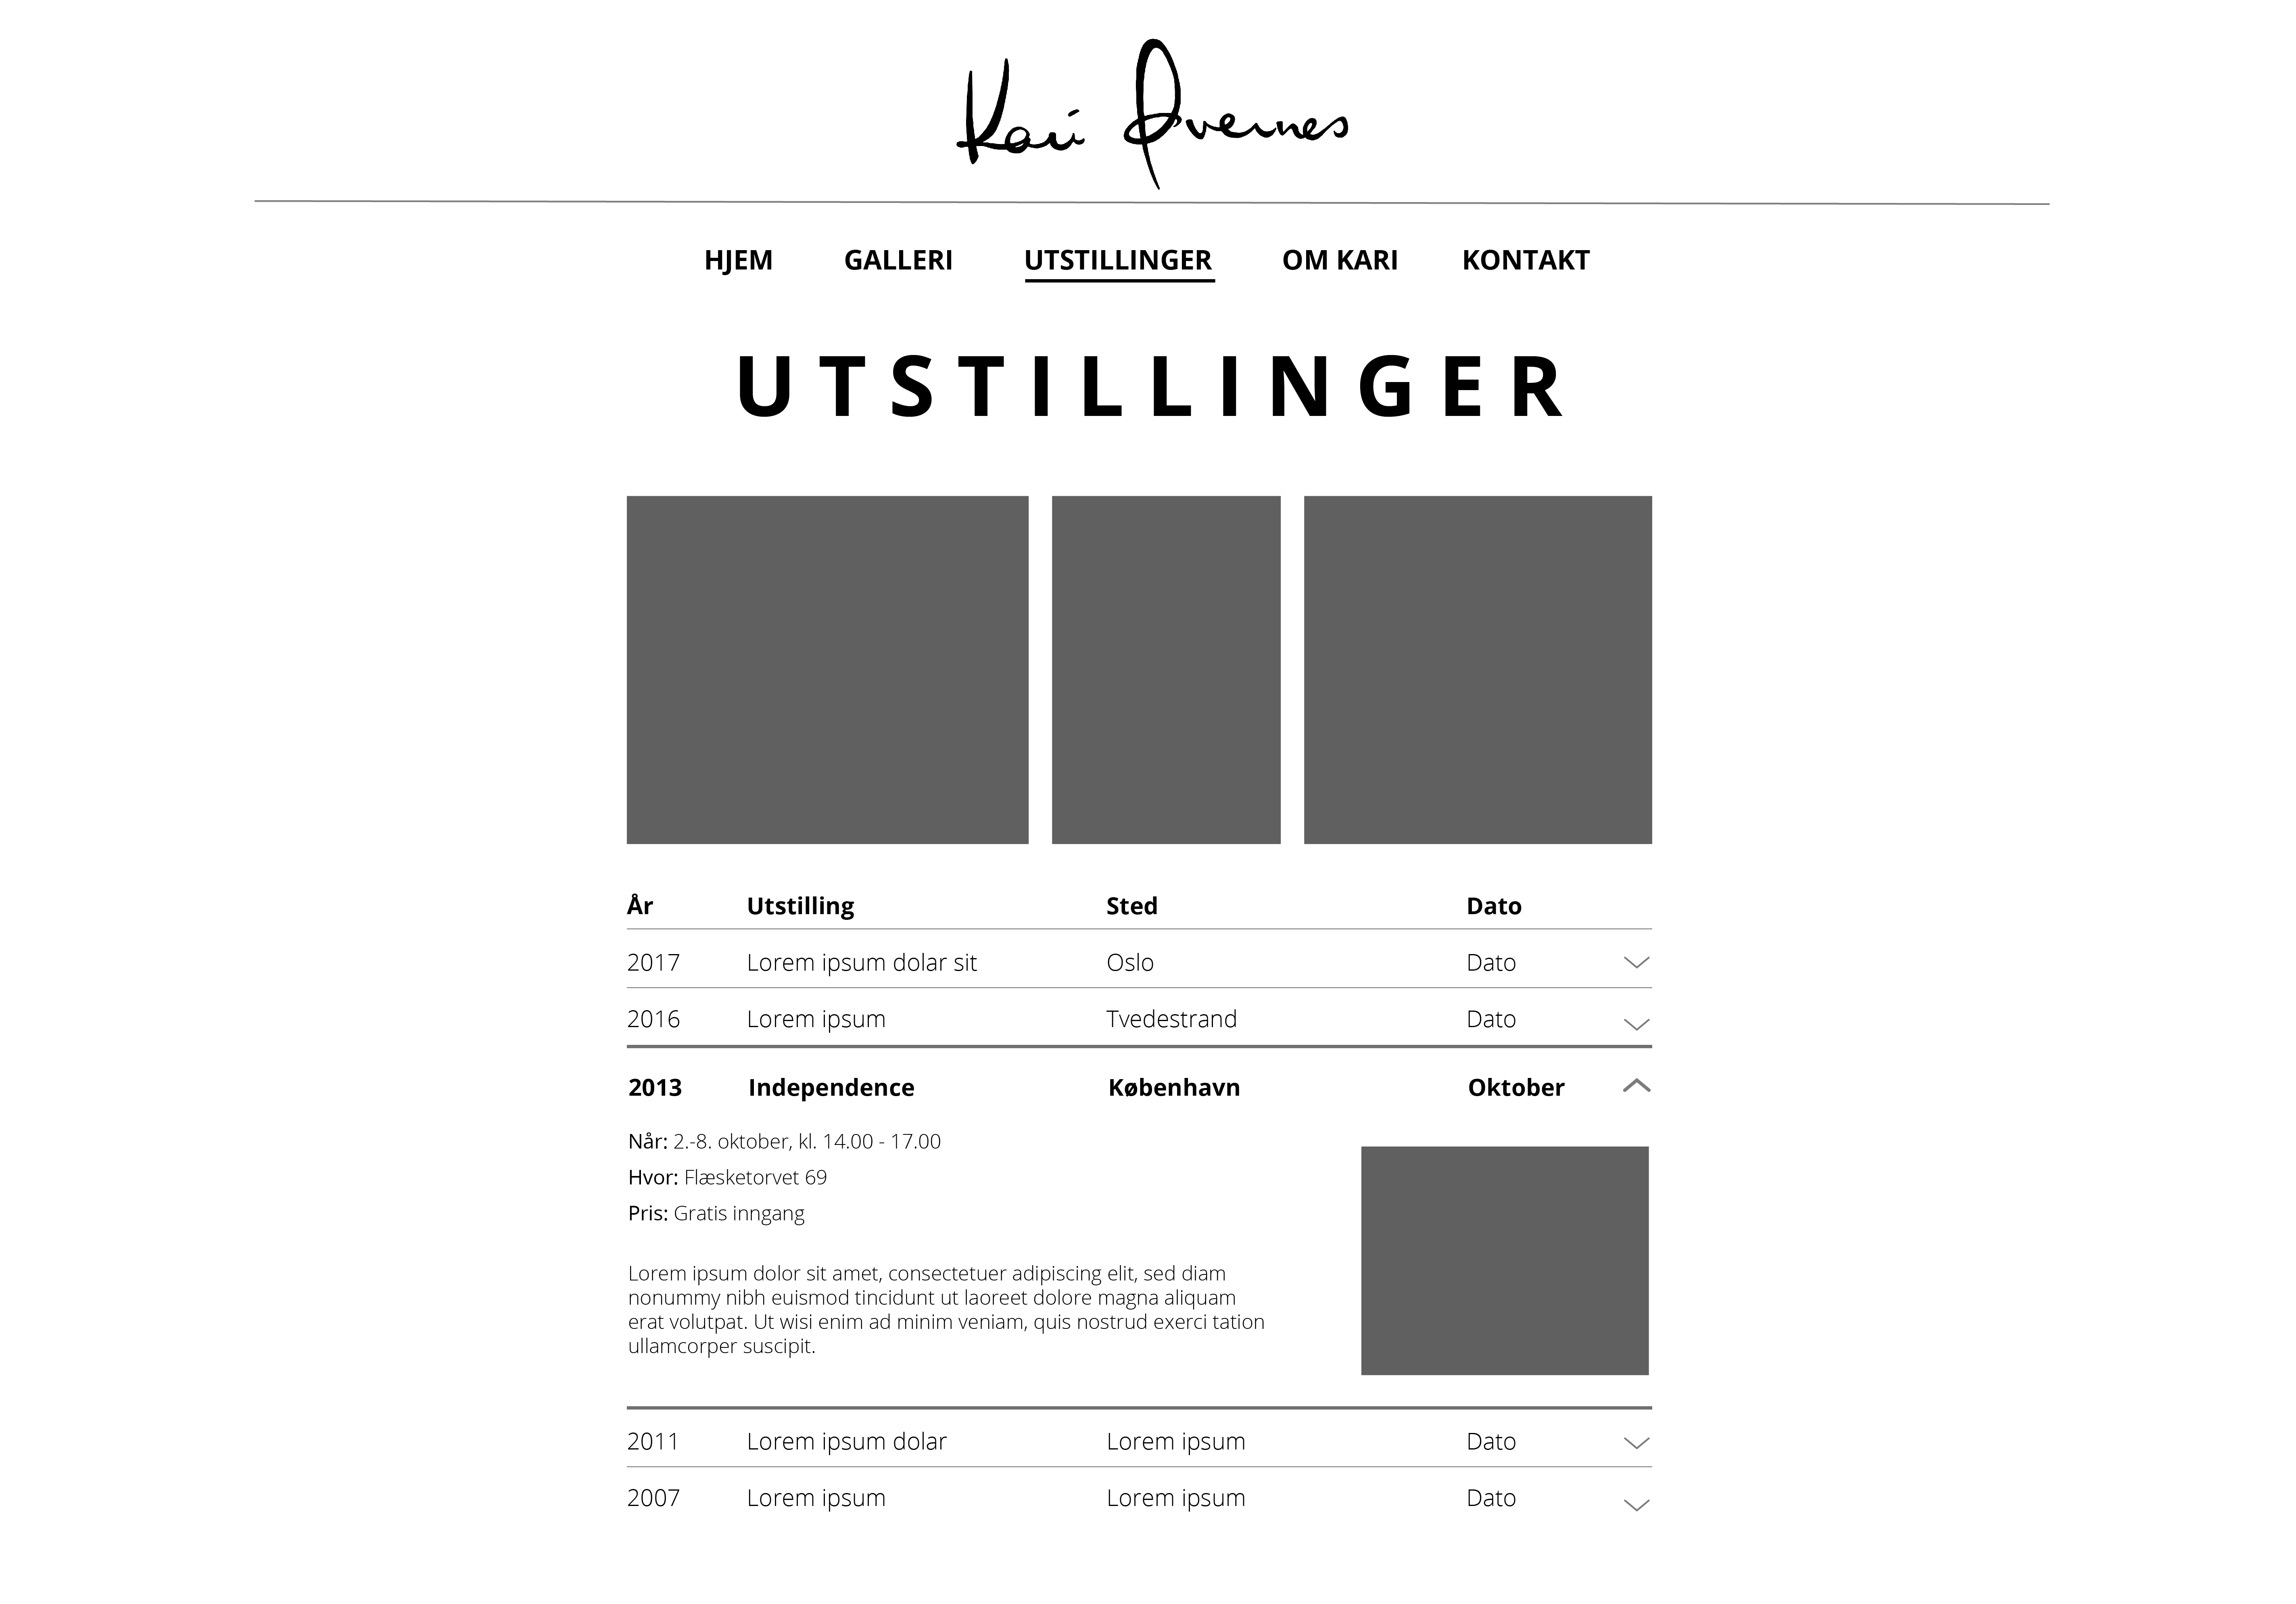 Kari Øvernes
HJEM GALLERI UTSTILLINGER OM KARI KONTAKT
UTSTILLINGER
År Utstilling Sted Dato
2017 Lorem ipsum dolar sit Oslo Dato
2016 Lorem ipsum Tvedestrand Dato
2013 Independence København Oktober
Når: 2.-8. oktober, kl. 14.00 - 17.00
Hvor: Flæsketorvet 69
Pris: Gratis inngang
Lorem ipsum dolor sit amet, consectetuer adipiscing elit, sed diam
nonummy nibh euismod tincidunt ut laoreet dolore magna aliquam
erat volutpat. Ut wisi enim ad minim veniam, quis nostrud exerci tation
ullamcorper suscipit.
2011 Lorem ipsum dolar Lorem ipsum Dato
2007 Lorem ipsum Lorem ipsum Dato